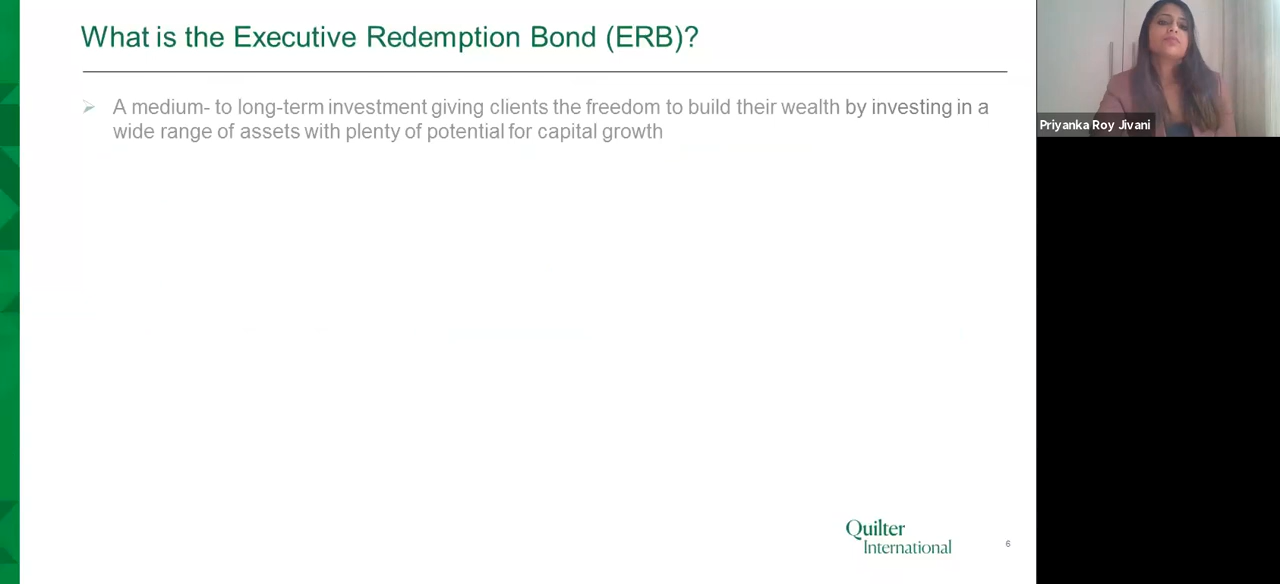 What is the Executive Redemption Bond (ERB)?
A medium- to long-term investment giving clients the freedom to build their wealth by investing in a
wide range of assets with plenty of potential for capital growth
Priyanka Roy Jivani
Quilter
International
6